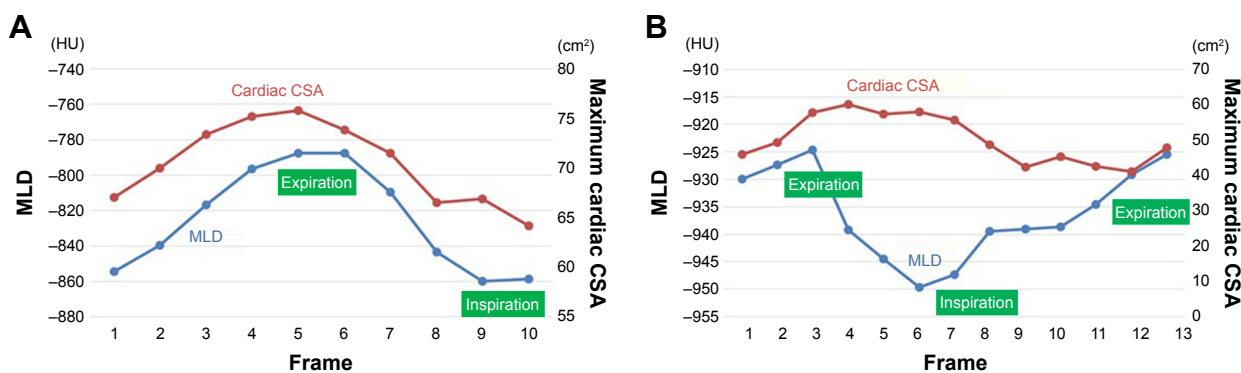 A
(HU)
(cm²)
–740
–760
–780
–800
–820
–840
–860
–880
MLD
80
75
70
65
60
55
Maximum cardiac CSA
Cardiac CSA
Expiration
MLD
Inspiration
1 2 3 4 5 6 7 8 9 10
Frame
B
(HU)
(cm²)
–910
–915
–920
–925
–930
–935
–940
–945
–950
–955
MLD
70
60
50
40
30
20
10
0
Maximum cardiac CSA
Cardiac CSA
Expiration
Expiration
MLD
Inspiration
1 2 3 4 5 6 7 8 9 10 11 12 13
Frame